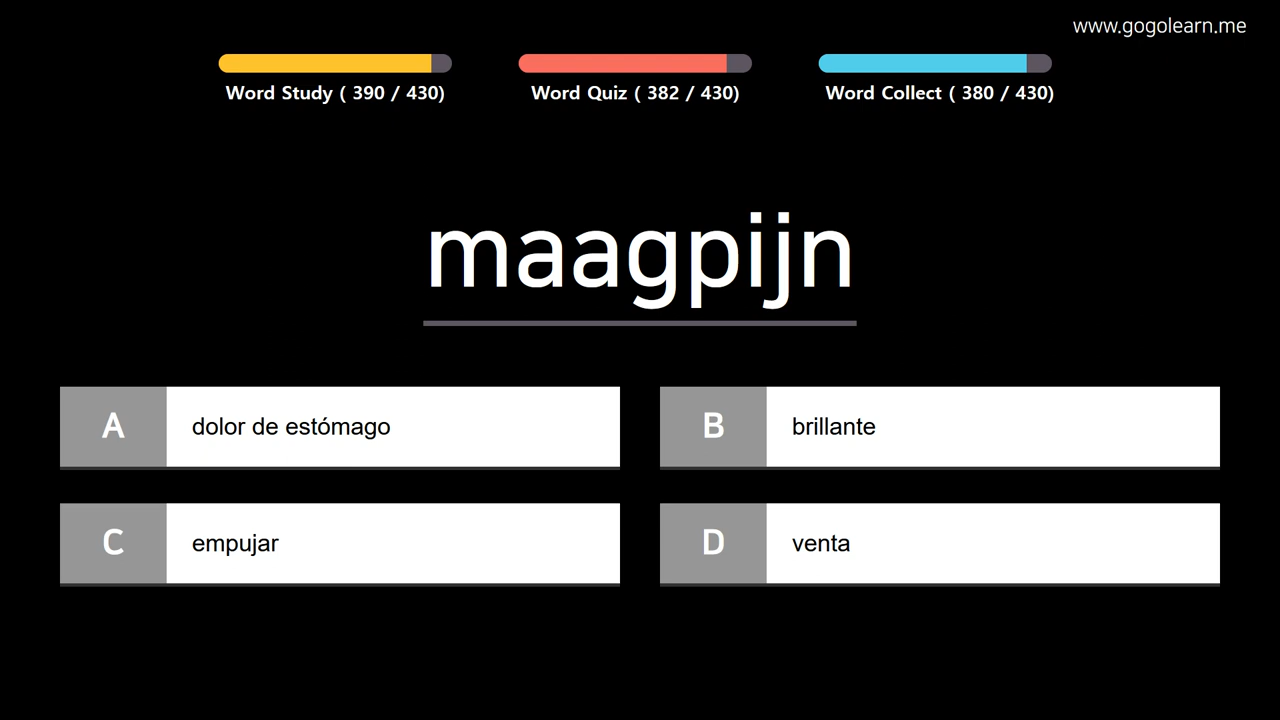 www.gogolearn.me
Word Study ( 390 / 430)
Word Quiz ( 382 / 430)
Word Collect ( 380 / 430)
maagpijn
A dolor de estómago
B brillante
C empujar
D venta